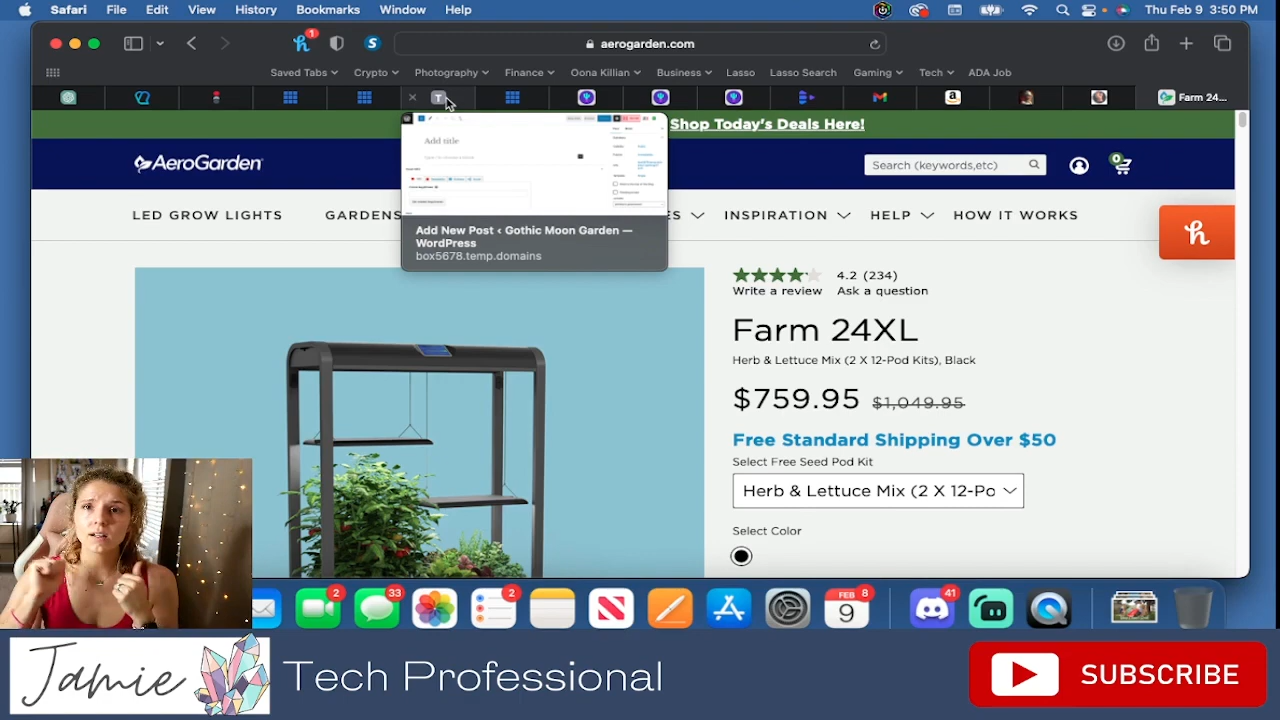 Safari File Edit View History Bookmarks Window Help Thu Feb 9 3:50 PM
1
S aerogarden.com
Saved Tabs Crypto Photography Finance Oona Killian Business Lasso Lasso Search Gaming Tech ADA Job
T Farm 24...
Shop Today's Deals Here!
Add title
AeroGarden
Search (keywords,etc)
0
LED GROW LIGHTS GARDENS ES INSPIRATION HELP HOW IT WORKS
Add New Post ‹ Gothic Moon Garden —
WordPress
box5678.temp.domains
h
4.2 (234)
Write a review Ask a question
Farm 24XL
Herb & Lettuce Mix (2 X 12-Pod Kits), Black
$759.95 $1,049.95
Free Standard Shipping Over $50
Select Free Seed Pod Kit
Herb & Lettuce Mix (2 X 12-Po
Select Color
2 33 2 FEB 8 41
9
Jamie Tech Professional SUBSCRIBE